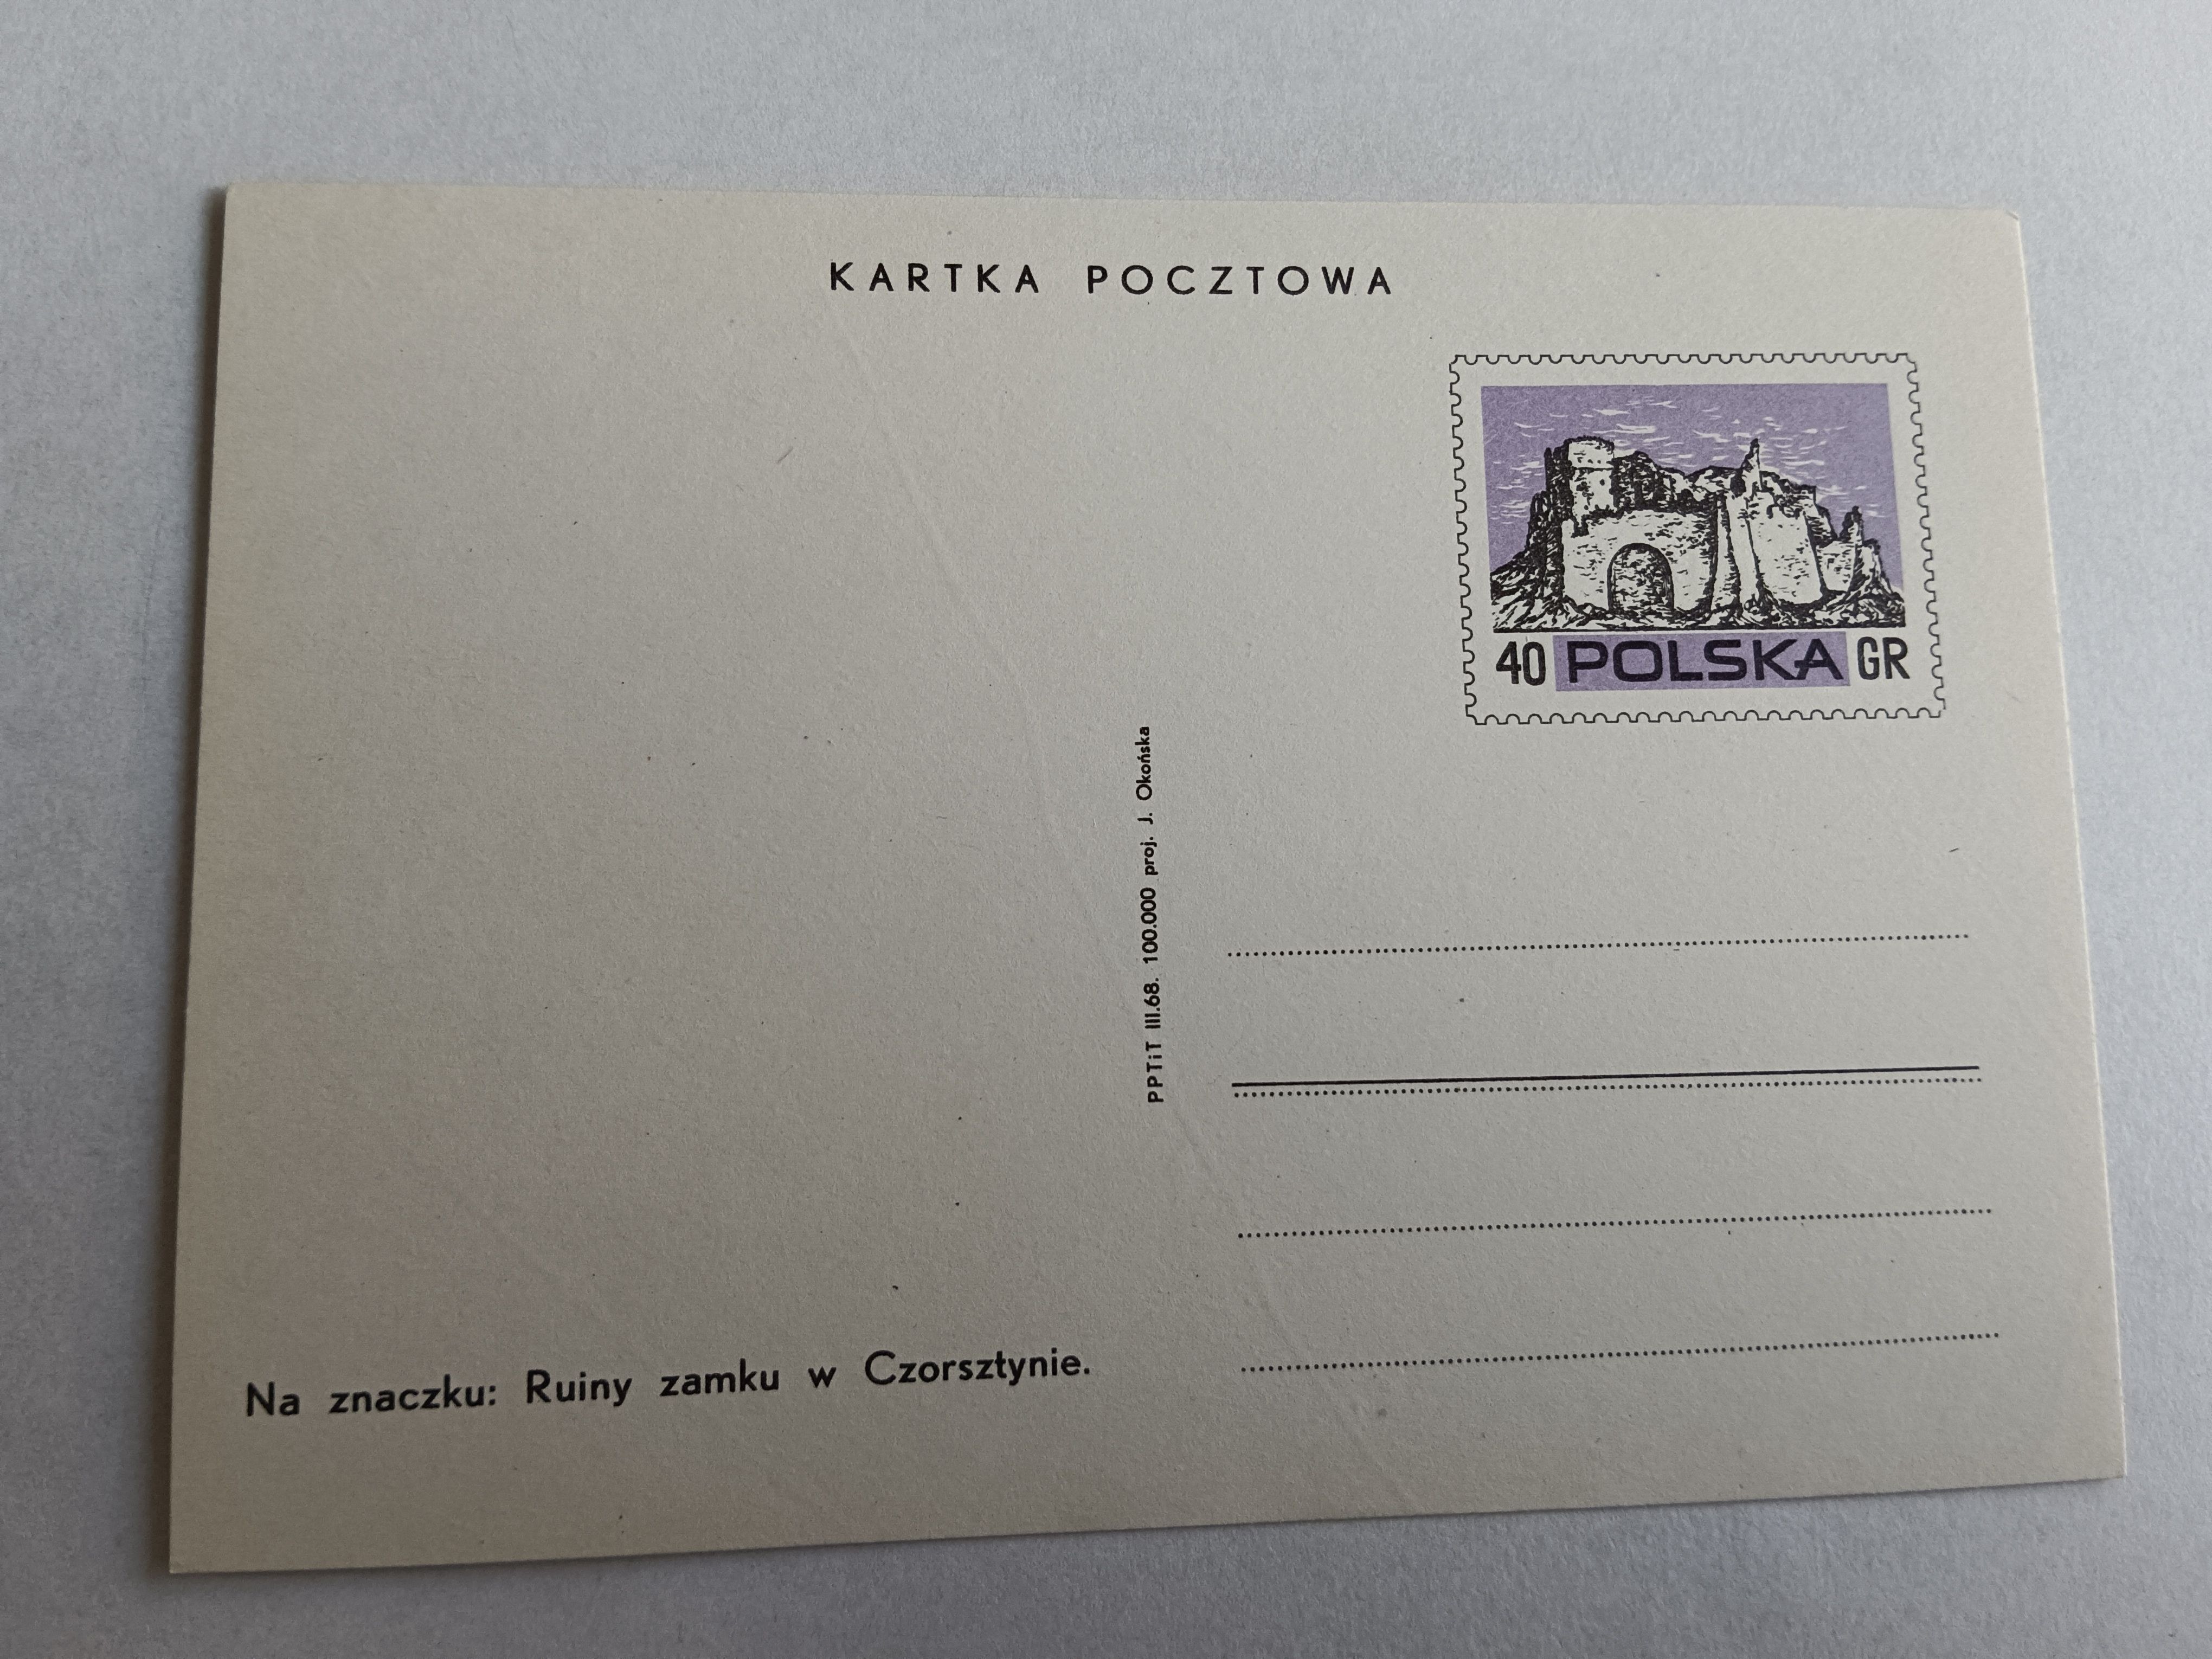 KARTKA POCZTOWA
40 POLSKA GR
PPTiT III.68. 100.000 proj. J. Okońska
Na znaczku: Ruiny zamku w Czorsztynie.